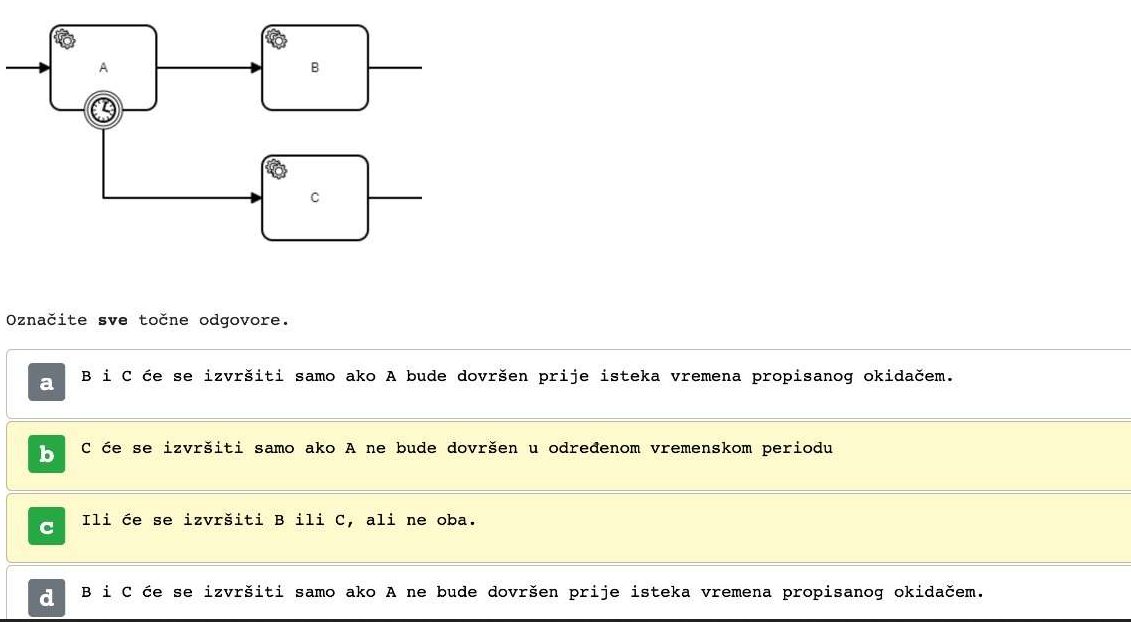 A
B
C
Označite sve točne odgovore.
a B i C će se izvršiti samo ako A bude dovršen prije isteka vremena propisanog okidačem.
b C će se izvršiti samo ako A ne bude dovršen u određenom vremenskom periodu
c Ili će se izvršiti B ili C, ali ne oba.
d B i C će se izvršiti samo ako A ne bude dovršen prije isteka vremena propisanog okidačem.